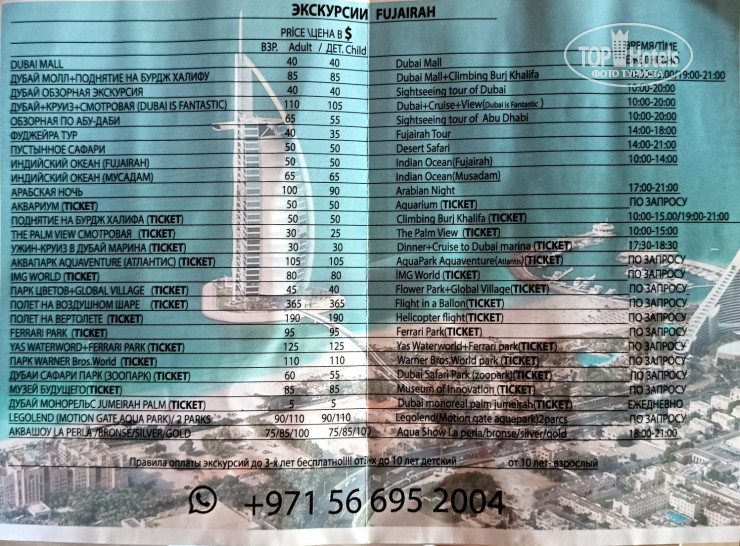 ЭКСКУРСИИ FUJAIRAH
PRICE\ЦЕНА В $
ВЗР. Adult / ДЕТ. Child ВРЕМЯ/TIME
DUBAI MALL 40 40 Dubai Mall ЕЖЕДНЕВНО
ДУБАЙ МОЛЛ+ПОДНЯТИЕ НА БУРДЖ ХАЛИФУ 85 85 Dubai Mall+Climbing Burj Khalifa /19:00-21:00
ДУБАЙ ОБЗОРНАЯ ЭКСКУРСИЯ 40 40 Sightseeing tour of Dubai 10:00-20:00
ДУБАЙ+КРУИЗ+СМОТРОВАЯ (DUBAI IS FANTASTIC) 110 105 Dubai+Cruise+View(Dubai is Fantastic ) 10:00-20:00
ОБЗОРНАЯ ПО АБУ-ДАБИ 65 55 Sightseeing tour of Abu Dhabi 10:00-20:00
ФУДЖЕЙРА ТУР 40 35 Fujairah Tour 14:00-18:00
ПУСТЫННОЕ САФАРИ 50 50 Desert Safari 14:00-21:00
ИНДИЙСКИЙ ОКЕАН (FUJAIRAH) 50 50 Indian Ocean(Fujairah) 10:00-14:00
ИНДИЙСКИЙ ОКЕАН (МУСАДАМ) 65 65 Indian Ocean(Musadam)
АРАБСКАЯ НОЧЬ 100 90 Arabian Night 17:00-21:00
АКВАРИУМ (TICKET) 50 50 Aquarium (TICKET) ПО ЗАПРОСУ
ПОДНЯТИЕ НА БУРДЖ ХАЛИФА (TICKET) 50 50 Climbing Burj Khalifa (TICKET) 10:00-15.00/19:00-21:00
THE PALM VIEW СМОТРОВАЯ (TICKET) 30 25 The Palm View (TICKET) 10:00-15:00
УЖИН-КРУИЗ В ДУБАЙ МАРИНА (TICKET) 30 30 Dinner+Cruise to Dubai marina (TICKET) 17:30-18:30
АКВАПАРК AQUAVENTURE (АТЛАНТИС) (TICKET) 105 105 AquaPark Aquaventure(Atlantis)(TICKET) ПО ЗАПРОСУ
IMG WORLD (TICKET) 80 80 IMG World (TICKET) ПО ЗАПРОСУ
ПАРК ЦВЕТОВ+GLOBAL VILLAGE (TICKET) 45 40 Flower Park+Global Village(TICKET) ПО ЗАПРОСУ
ПОЛЕТ НА ВОЗДУШНОМ ШАРЕ (TICKET) 365 365 Flight in a Ballon(TICKET) ПО ЗАПРОСУ
ПОЛЕТ НА ВЕРТОЛЕТЕ (TICKET) 190 190 Helicopter flight(TICKET) ПО ЗАПРОСУ
FERRARI PARK (TICKET) 95 95 Ferrari Park(TICKET) ПО ЗАПРОСУ
YAS WATERWORD+FERRARI PARK (TICKET) 125 125 Yas Waterworld+Ferrari park(TICKET) ПО ЗАПРОСУ
ПАРК WARNER Bros.World (TICKET) 110 110 Warner Bros.World park (TICKET) ПО ЗАПРОСУ
ДУБАИ САФАРИ ПАРК (ЗООПАРК) (TICKET) 60 55 Dubai Safari Park (zoopark)(TICKET) ПО ЗАПРОСУ
МУЗЕЙ БУДУЩЕГО(TICKET) 85 85 Museum of Innovation (TICKET) ПО ЗАПРОСУ
ДУБАЙ МОНОРЕЛЬС JUMEIRAH PALM (TICKET) 5 5 Dubai monoreal palm jumeirah(TICKET) ЕЖЕДНЕВНО
LEGOLEND (MOTION GATE,AQUA PARK)/ 2 PARKS 90/110 90/110 Legolend(Motion gate aquapark)2parcs ПО ЗАПРОСУ
АКВАШОУ LA PERLA /BRONSE/SILVER/GOLD 75/85/100 75/85/100 Aqua Show La perla/bronse/silver/gold 18:00-21:00
Правила оплаты экскурсий до 3-х лет бесплатно!!!! от 3-х до 10 лет детский от 10 лет- взрослый
+971 56 695 2004
TOP Hotels
ФОТО ТУРИСТА